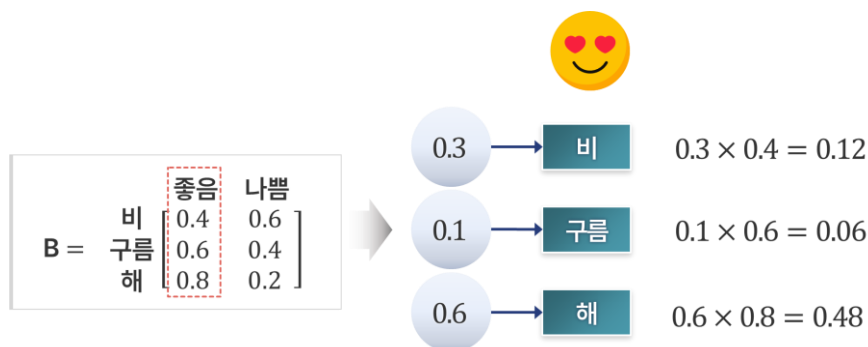 좋음 나쁨
B = 비 0.4 0.6
구름 0.6 0.4
해 0.8 0.2
0.3 비 0.3 × 0.4 = 0.12
0.1 구름 0.1 × 0.6 = 0.06
0.6 해 0.6 × 0.8 = 0.48